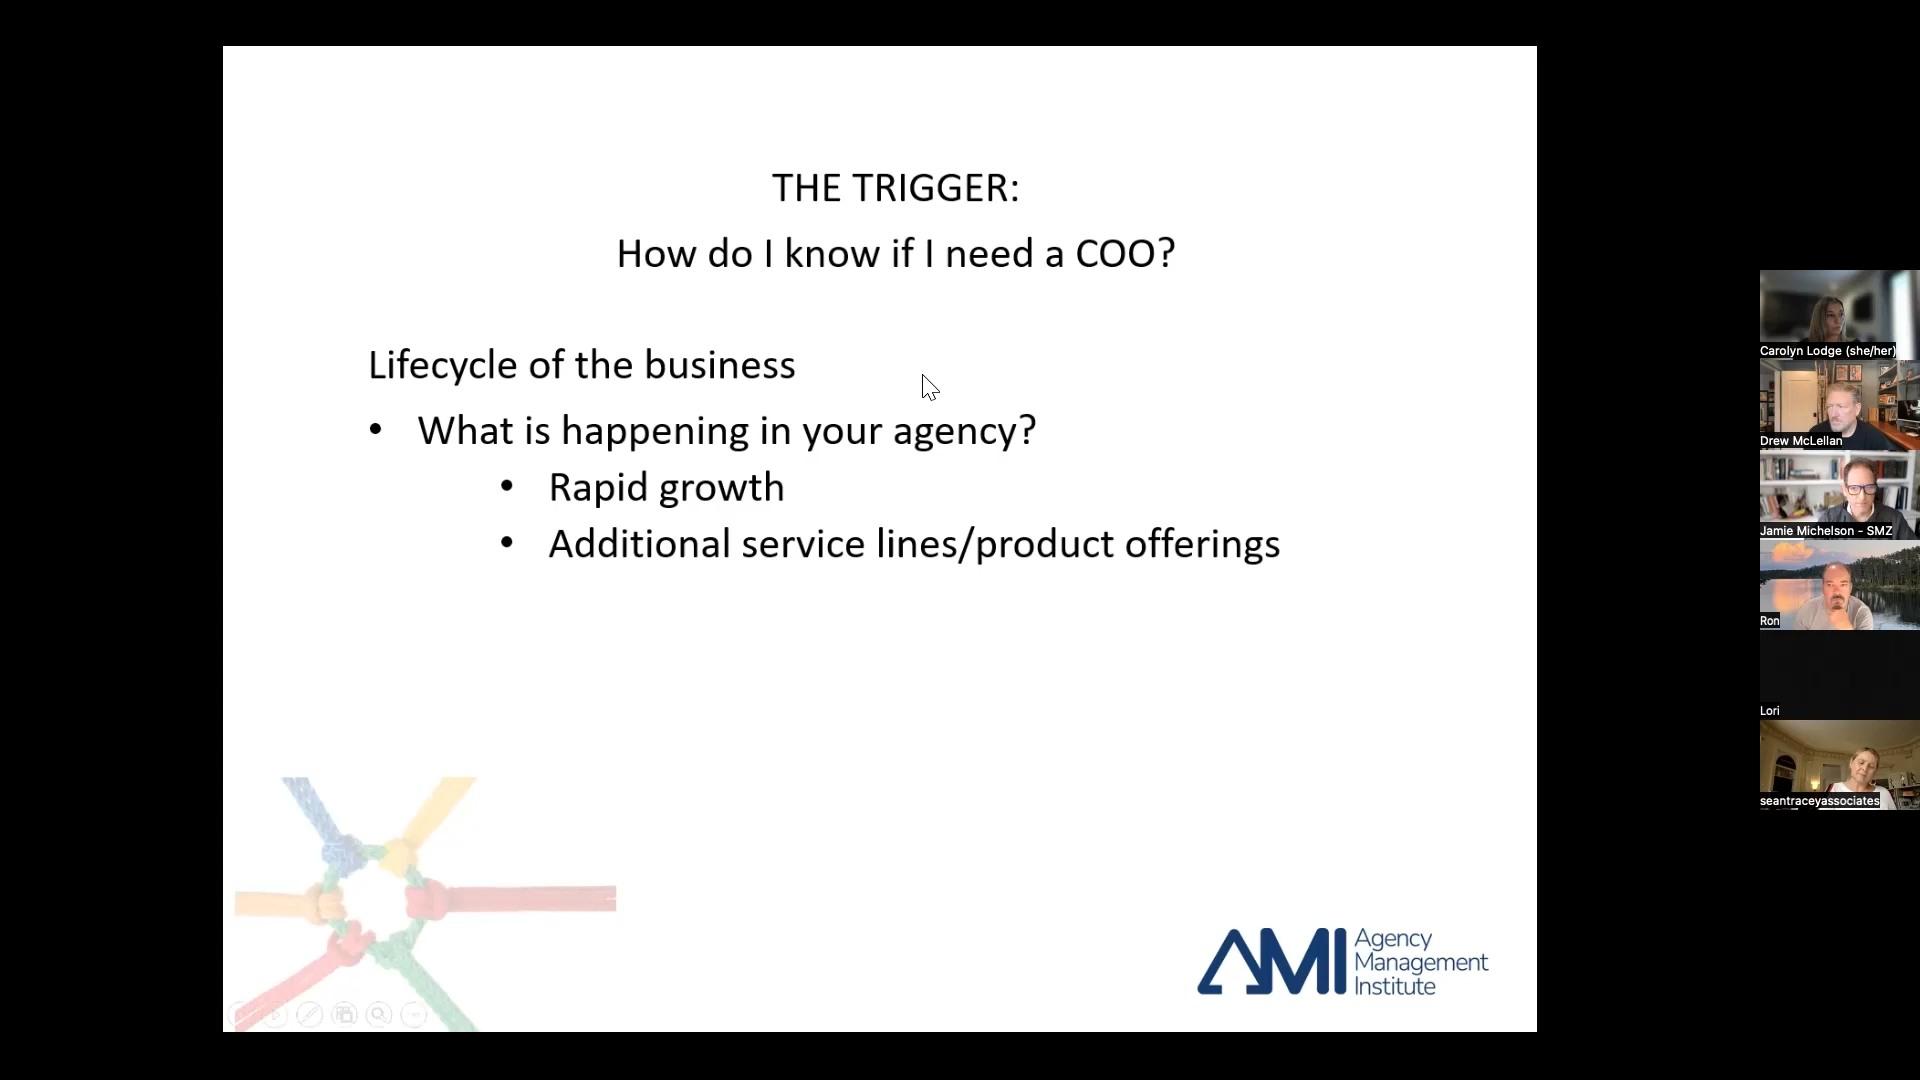 THE TRIGGER:
How do I know if I need a COO?
Lifecycle of the business
• What is happening in your agency?
• Rapid growth
• Additional service lines/product offerings
AMI Agency
Management
Institute
Carolyn Lodge (she/her)
Drew McLellan
Jamie Michelson - SMZ
Ron
Lori
seantraceyassociates